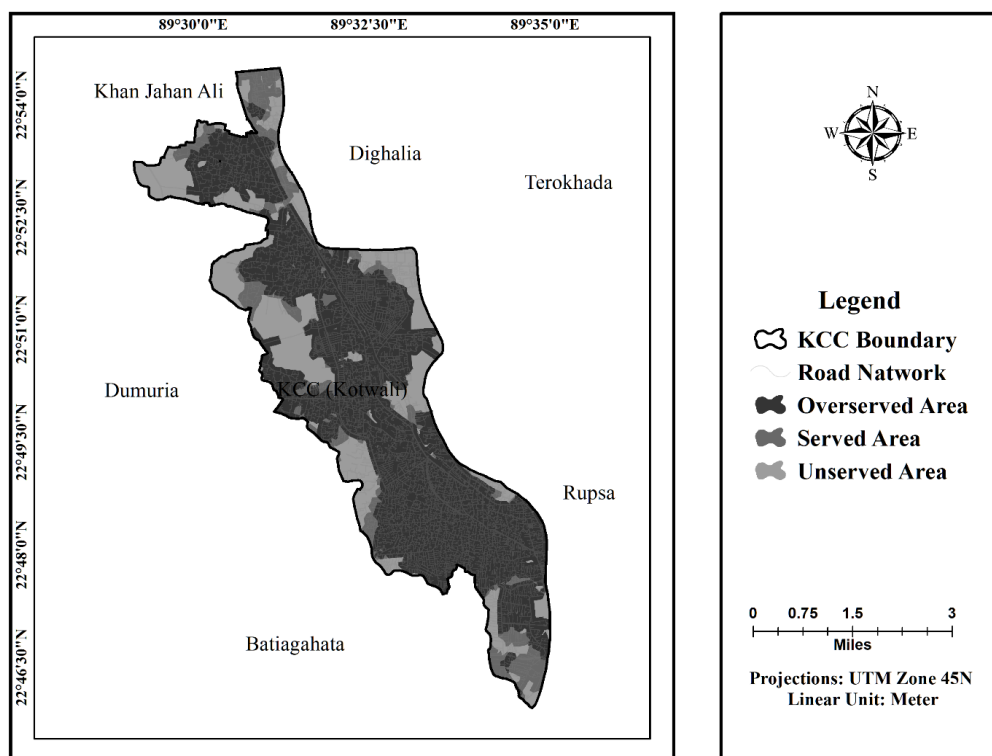 89°30'0"E 89°32'30"E 89°35'0"E
22°54'0"N
22°52'30"N
22°51'0"N
22°49'30"N
22°48'0"N
22°46'30"N
Khan Jahan Ali
Dighalia
Terokhada
Dumuria
KCC (Kotwali)
Rupsa
Batiagahata
N
W E
S
Legend
KCC Boundary
Road Natwork
Overserved Area
Served Area
Unserved Area
0 0.75 1.5 3
Miles
Projections: UTM Zone 45N
Linear Unit: Meter